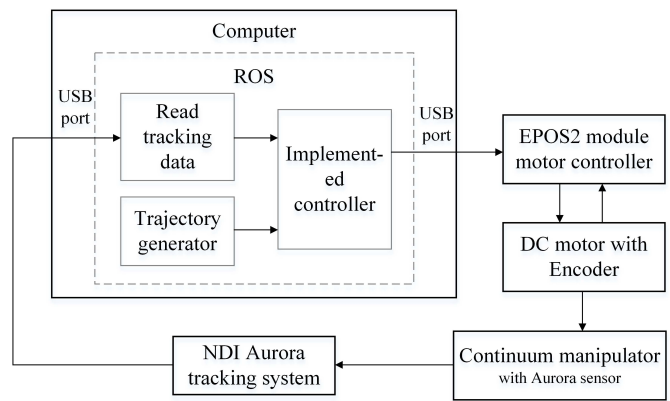 Computer
ROS
USB
port
Read
tracking
data
Trajectory
generator
Implement-
ed
controller
USB
port
EPOS2 module
motor controller
DC motor with
Encoder
Continuum manipulator
with Aurora sensor
NDI Aurora
tracking system